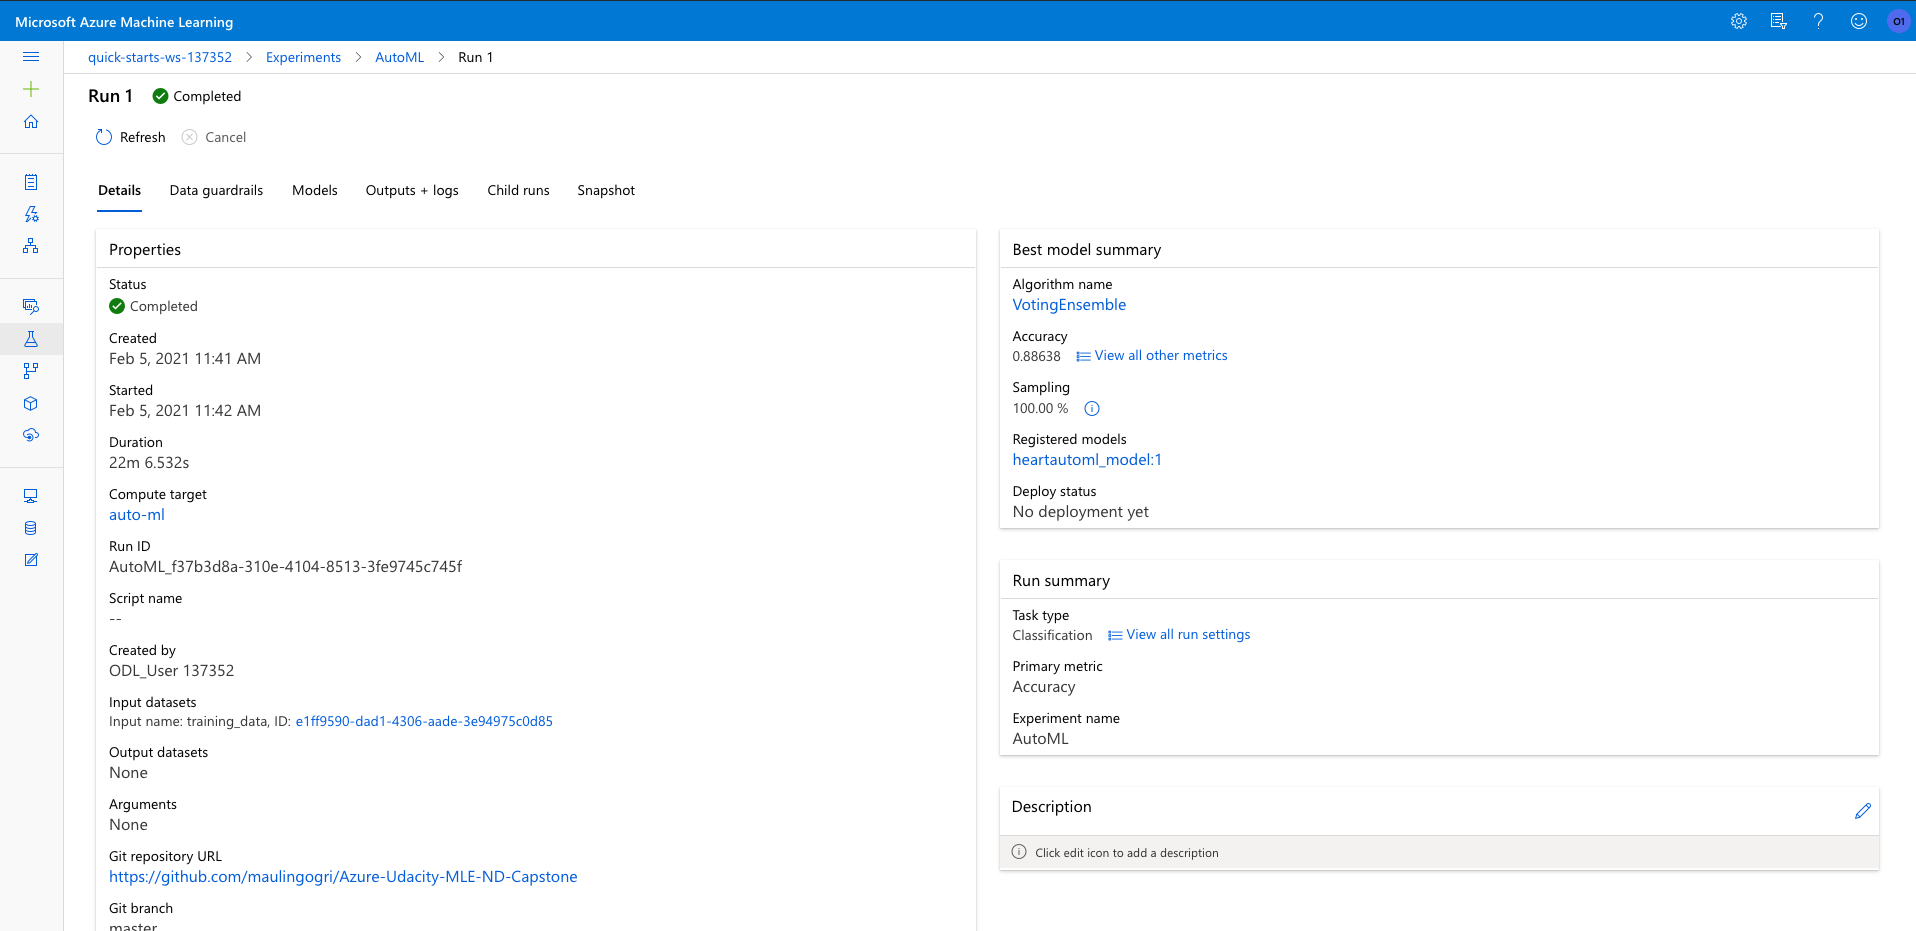 Microsoft Azure Machine Learning
O1
quick-starts-ws-137352 > Experiments > AutoML > Run 1
Run 1 Completed
Refresh Cancel
Details Data guardrails Models Outputs + logs Child runs Snapshot
Properties
Status
Completed
Created
Feb 5, 2021 11:41 AM
Started
Feb 5, 2021 11:42 AM
Duration
22m 6.532s
Compute target
auto-ml
Run ID
AutoML_f37b3d8a-310e-4104-8513-3fe9745c745f
Script name
--
Created by
ODL_User 137352
Input datasets
Input name: training_data, ID: e1ff9590-dad1-4306-aade-3e94975c0d85
Output datasets
None
Arguments
None
Git repository URL
https://github.com/maulingogri/Azure-Udacity-MLE-ND-Capstone
Git branch
master
Best model summary
Algorithm name
VotingEnsemble
Accuracy
0.88638 View all other metrics
Sampling
100.00 %
Registered models
heartautoml_model:1
Deploy status
No deployment yet
Run summary
Task type
Classification View all run settings
Primary metric
Accuracy
Experiment name
AutoML
Description
Click edit icon to add a description